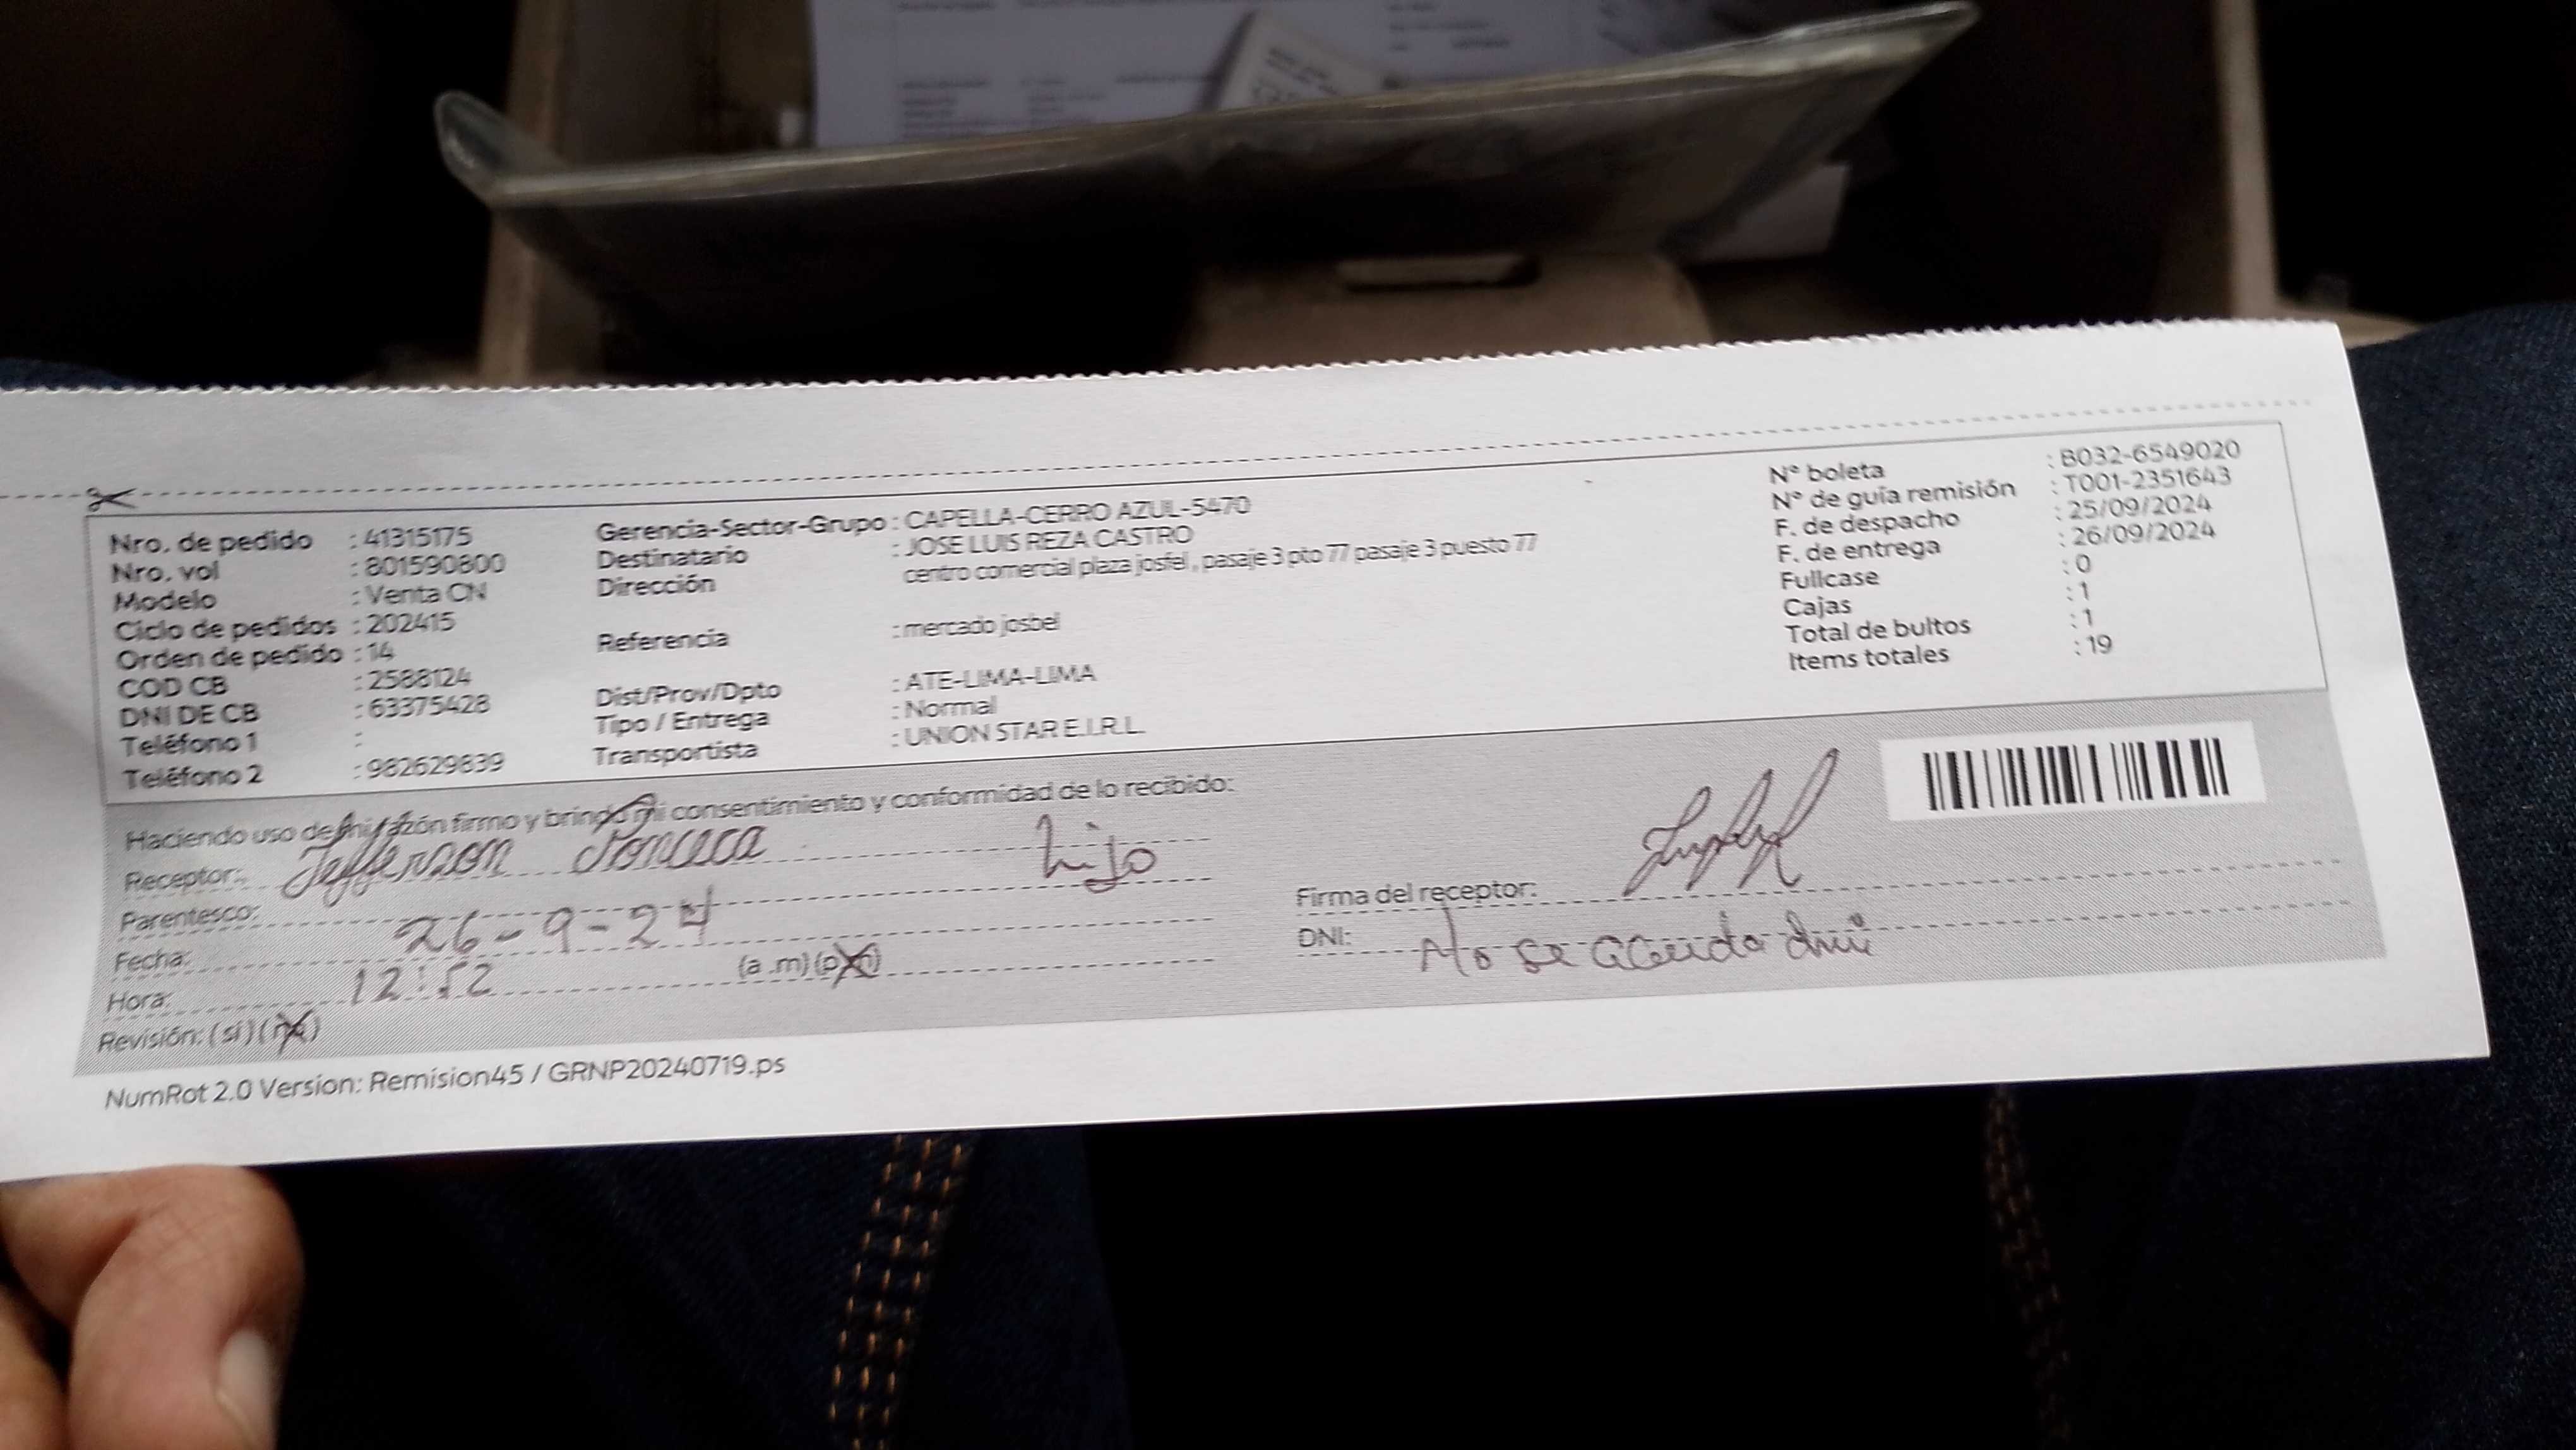 Nro. de pedido : 41315175
Nro. vol : 801590800
Modelo : Venta CN
Ciclo de pedidos : 202415
Orden de pedido : 14
COD CB : 2588124
DNI DE CB : 63375428
Teléfono 1 :
Teléfono 2 : 982629839
Gerencia-Sector-Grupo : CAPELLA-CERRO AZUL-5470
Destinatario : JOSE LUIS REZA CASTRO
Dirección centro comercial plaza josfel , pasaje 3 pto 77 pasaje 3 puesto 77
Referencia : mercado josbel
Dist/Prov/Dpto : ATE-LIMA-LIMA
Tipo / Entrega : Normal
Transportista : UNION STAR E.I.R.L.
N° boleta : B032-6549020
N° de guía remisión : T001-2351643
F. de despacho : 25/09/2024
F. de entrega : 26/09/2024
Fullcase : 0
Cajas : 1
Total de bultos : 1
Items totales : 19
Haciendo uso de mi razón firmo y brindo mi consentimiento y conformidad de lo recibido:
Receptor: Jefferson Fonseca
Parentesco: hijo
Fecha: 26-9-24
Hora: 12:52 (a .m) (p.m)
Revisión: (si) (no)
Firma del receptor:
DNI: No se acuerda dni
NumRot 2.0 Version: Remision45 / GRNP20240719.ps